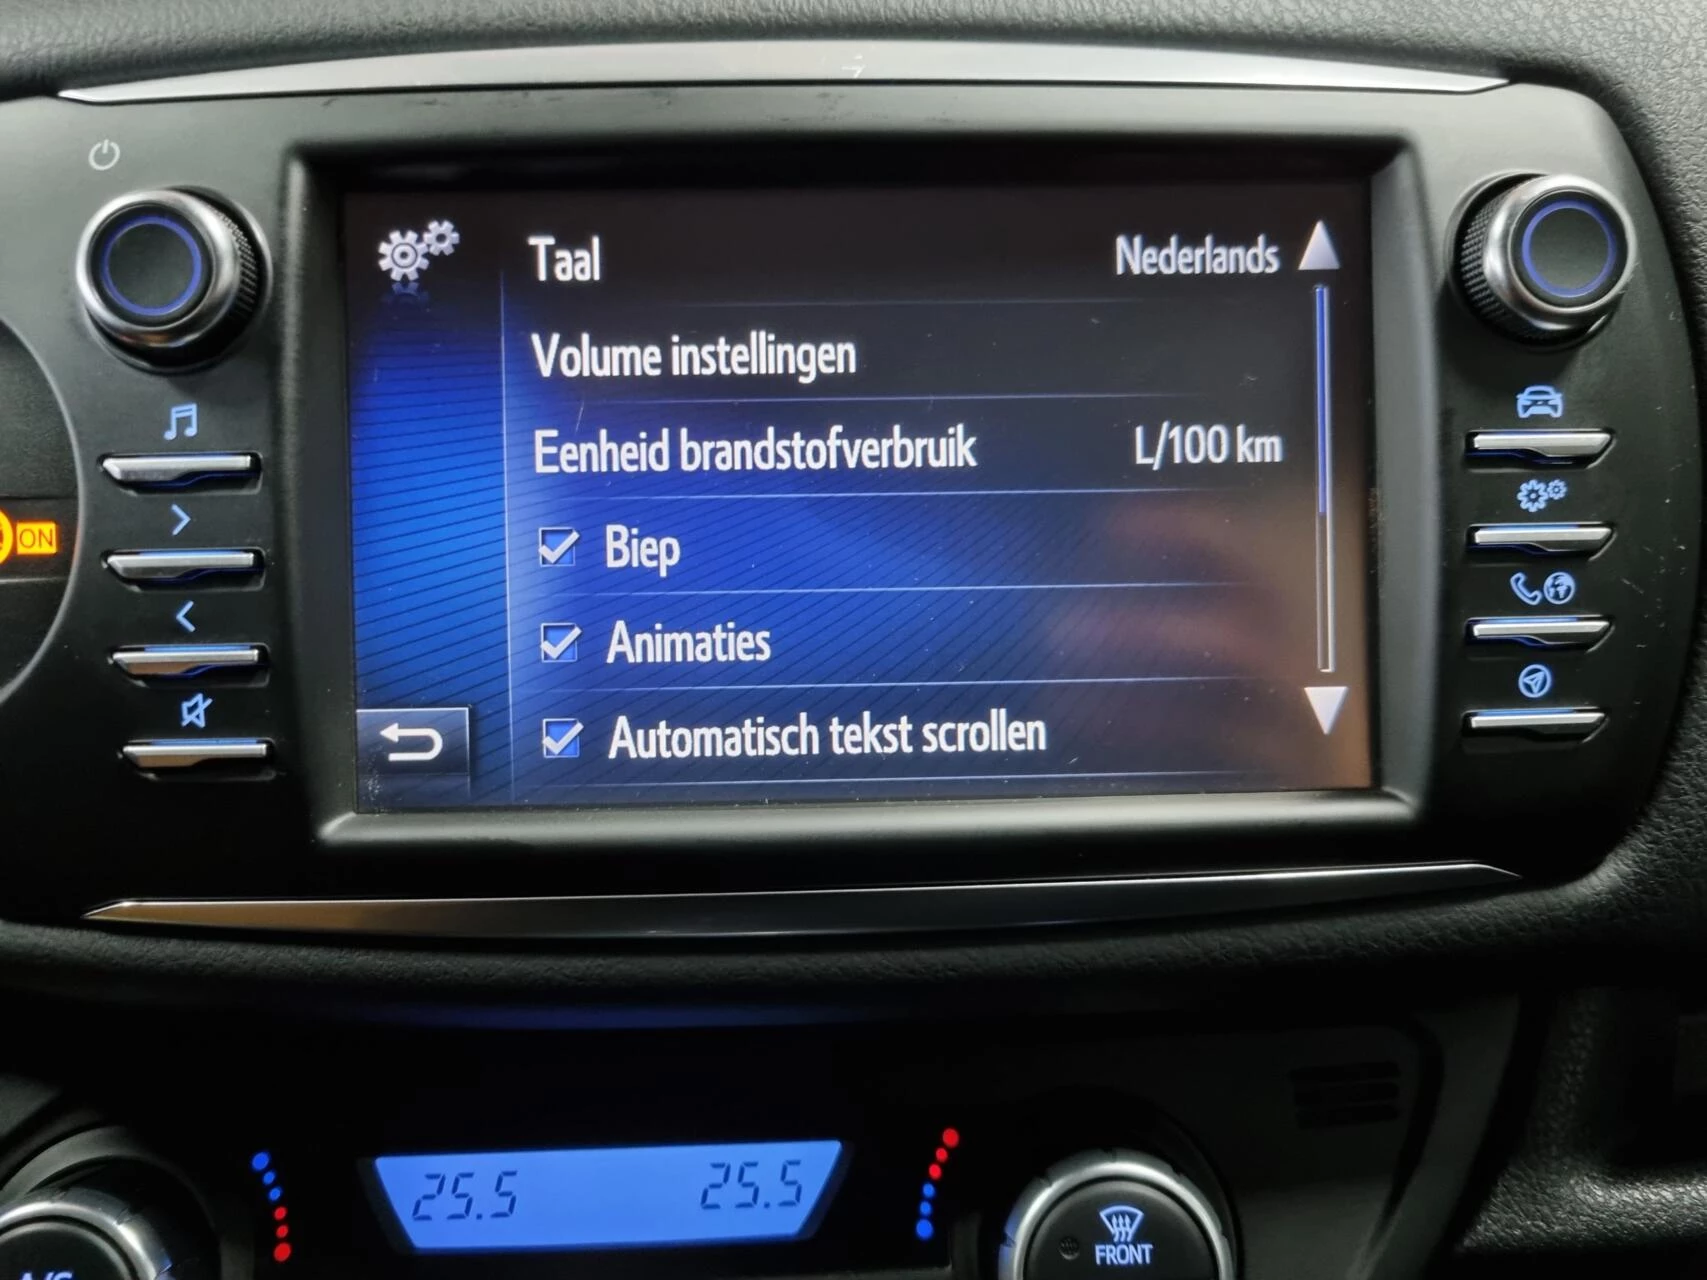 Taal Nederlands
Volume instellingen
Eenheid brandstofverbruik L/100 km
Biep
Animaties
Automatisch tekst scrollen
ON
25.5 25.5
FRONT
A/C